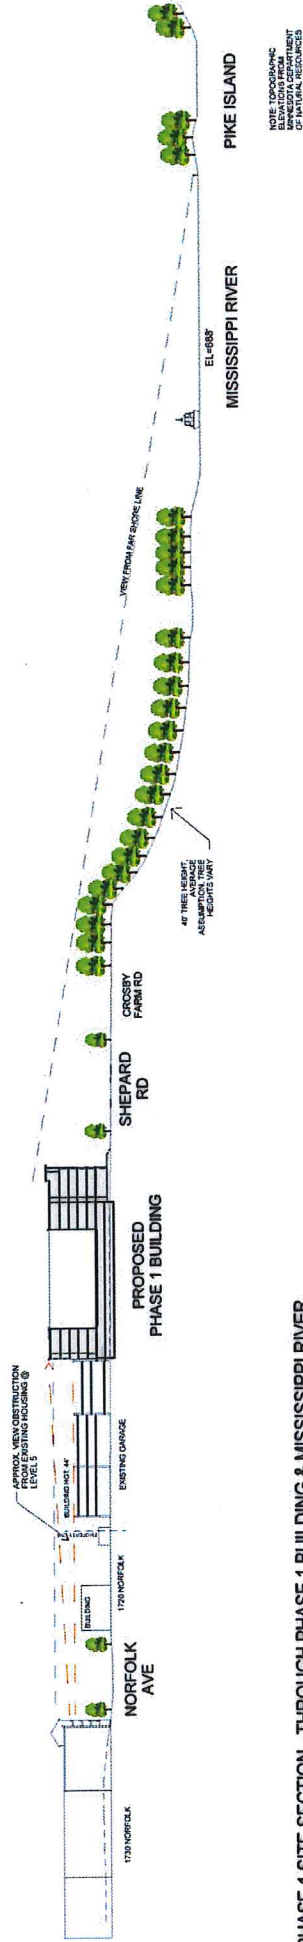 APPROX. VIEW OBSTRUCTION
FROM EXISTING HOUSING @
LEVEL 5
BUILDING HGT. 44'
BUILDING
1730 NORFOLK
NORFOLK
AVE
1720 NORFOLK
EXISTING GARAGE
PROPOSED
PHASE 1 BUILDING
SHEPARD
RD
CROSBY
FARM RD
40' TREE HEIGHT,
AVERAGE
ASSUMPTION, TREE
HEIGHTS VARY
VIEW FROM FAR SHORE LINE
EL=688'
MISSISSIPPI RIVER
PIKE ISLAND
NOTE: TOPOGRAPHIC
ELEVATIONS FROM
MINNESOTA DEPARTMENT
OF NATURAL RESOURCES
PHASE 1 SITE SECTION - THROUGH PHASE 1 BUILDING & MISSISSIPPI RIVER